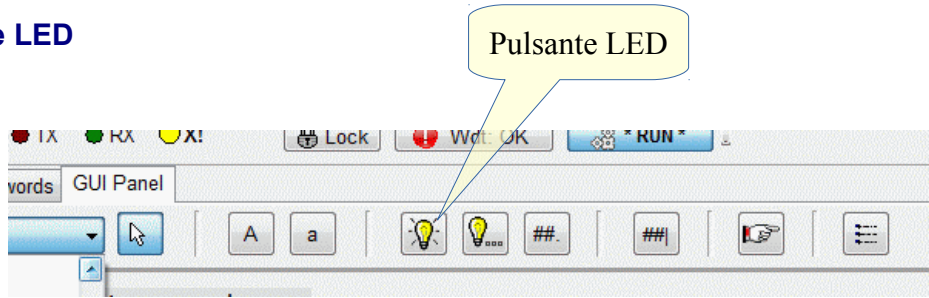 e LED
Pulsante LED
TX RX X! Lock Wdt: OK * RUN *
words GUI Panel
A a ... ##. ##|